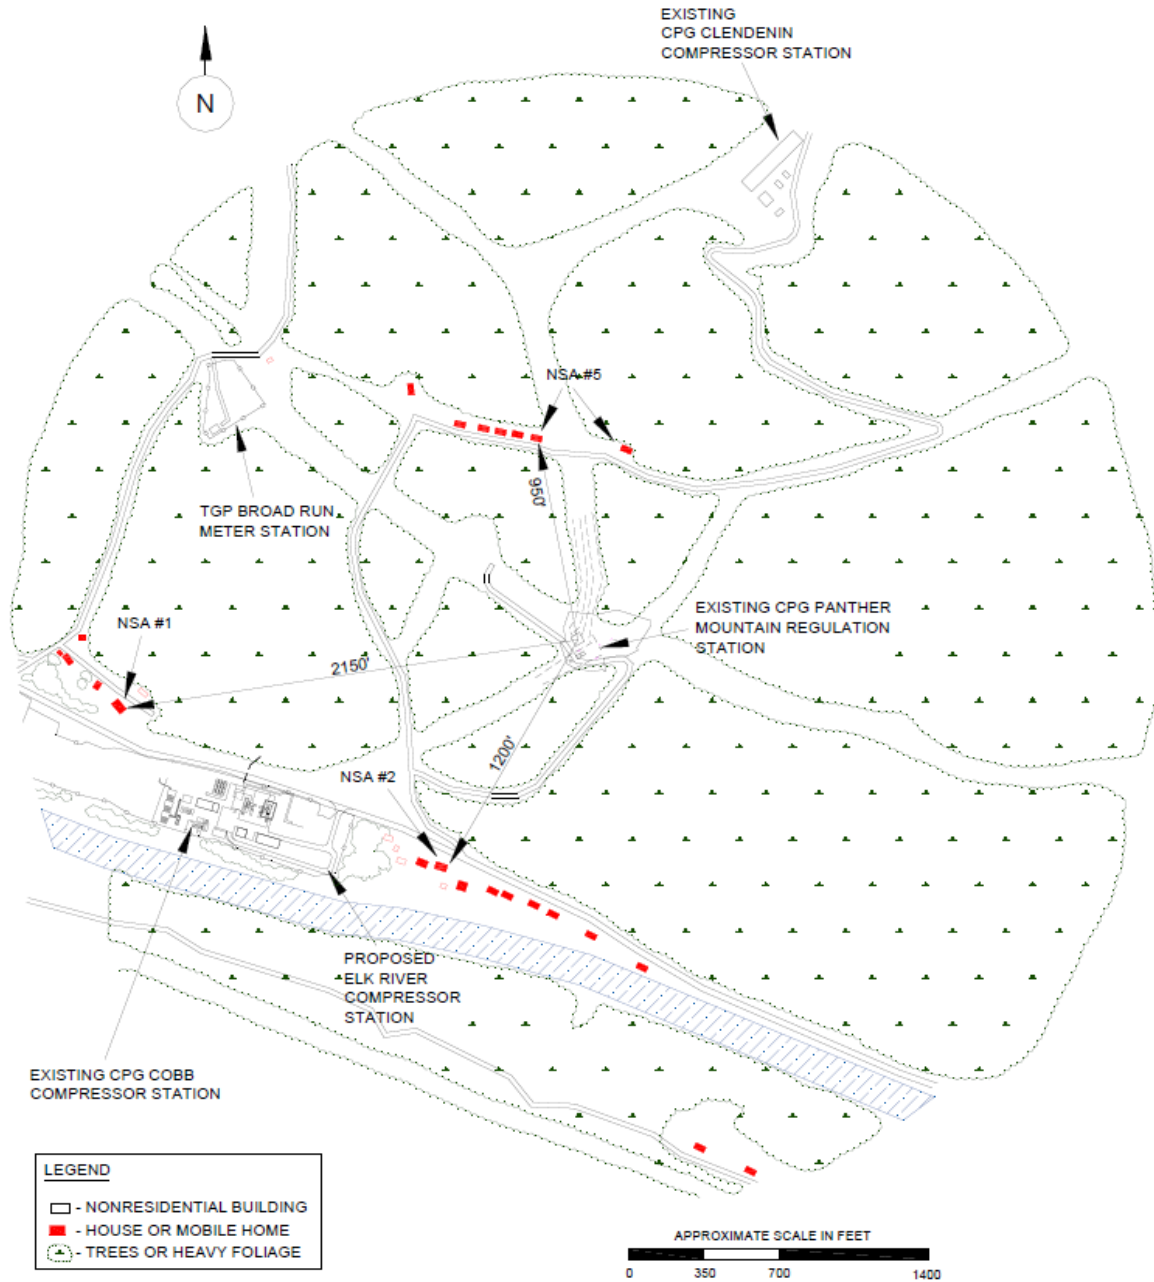 EXISTING
CPG CLENDENIN
COMPRESSOR STATION
N
NSA #5
950'
TGP BROAD RUN
METER STATION
EXISTING CPG PANTHER
MOUNTAIN REGULATION
STATION
NSA #1
2150'
1200'
NSA #2
PROPOSED
ELK RIVER
COMPRESSOR
STATION
EXISTING CPG COBB
COMPRESSOR STATION
LEGEND
- NONRESIDENTIAL BUILDING
- HOUSE OR MOBILE HOME
- TREES OR HEAVY FOLIAGE
APPROXIMATE SCALE IN FEET
0 350 700 1400